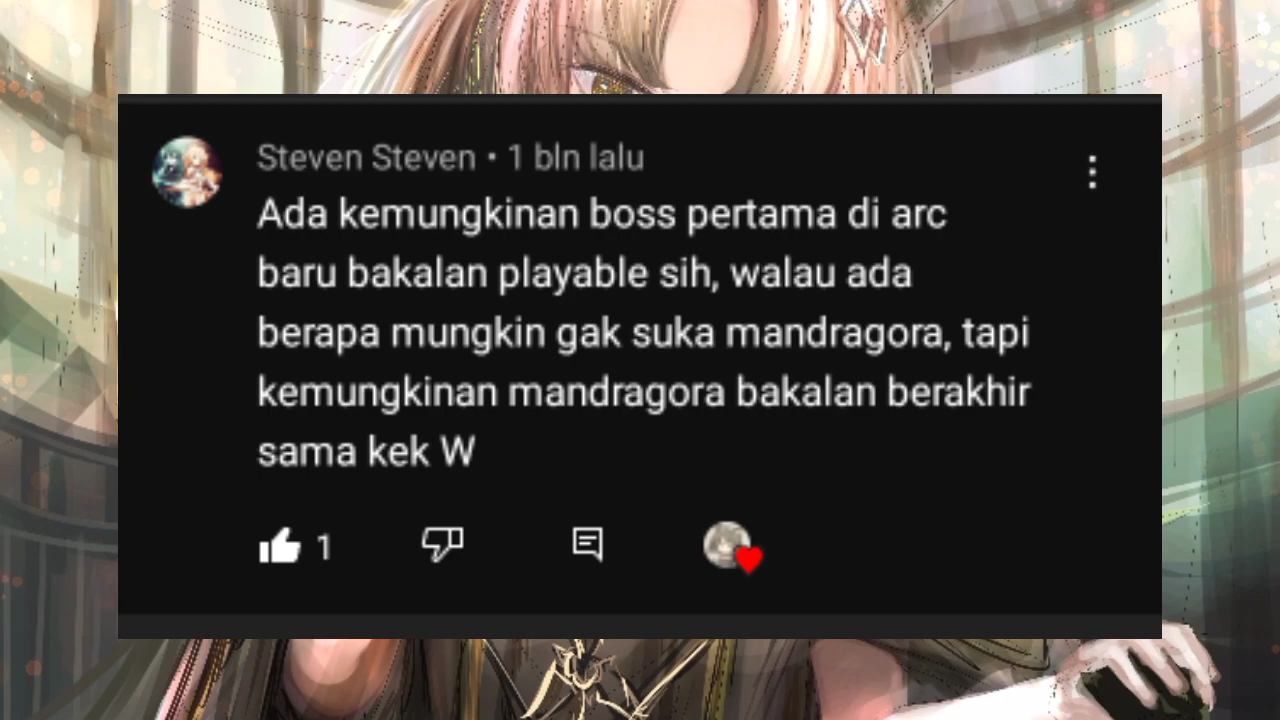 Steven Steven • 1 bln lalu
Ada kemungkinan boss pertama di arc
baru bakalan playable sih, walau ada
berapa mungkin gak suka mandragora, tapi
kemungkinan mandragora bakalan berakhir
sama kek W
1